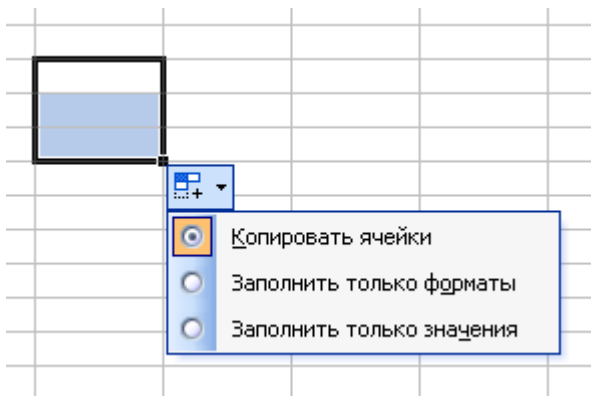 Копировать ячейки
Заполнить только форматы
Заполнить только значения